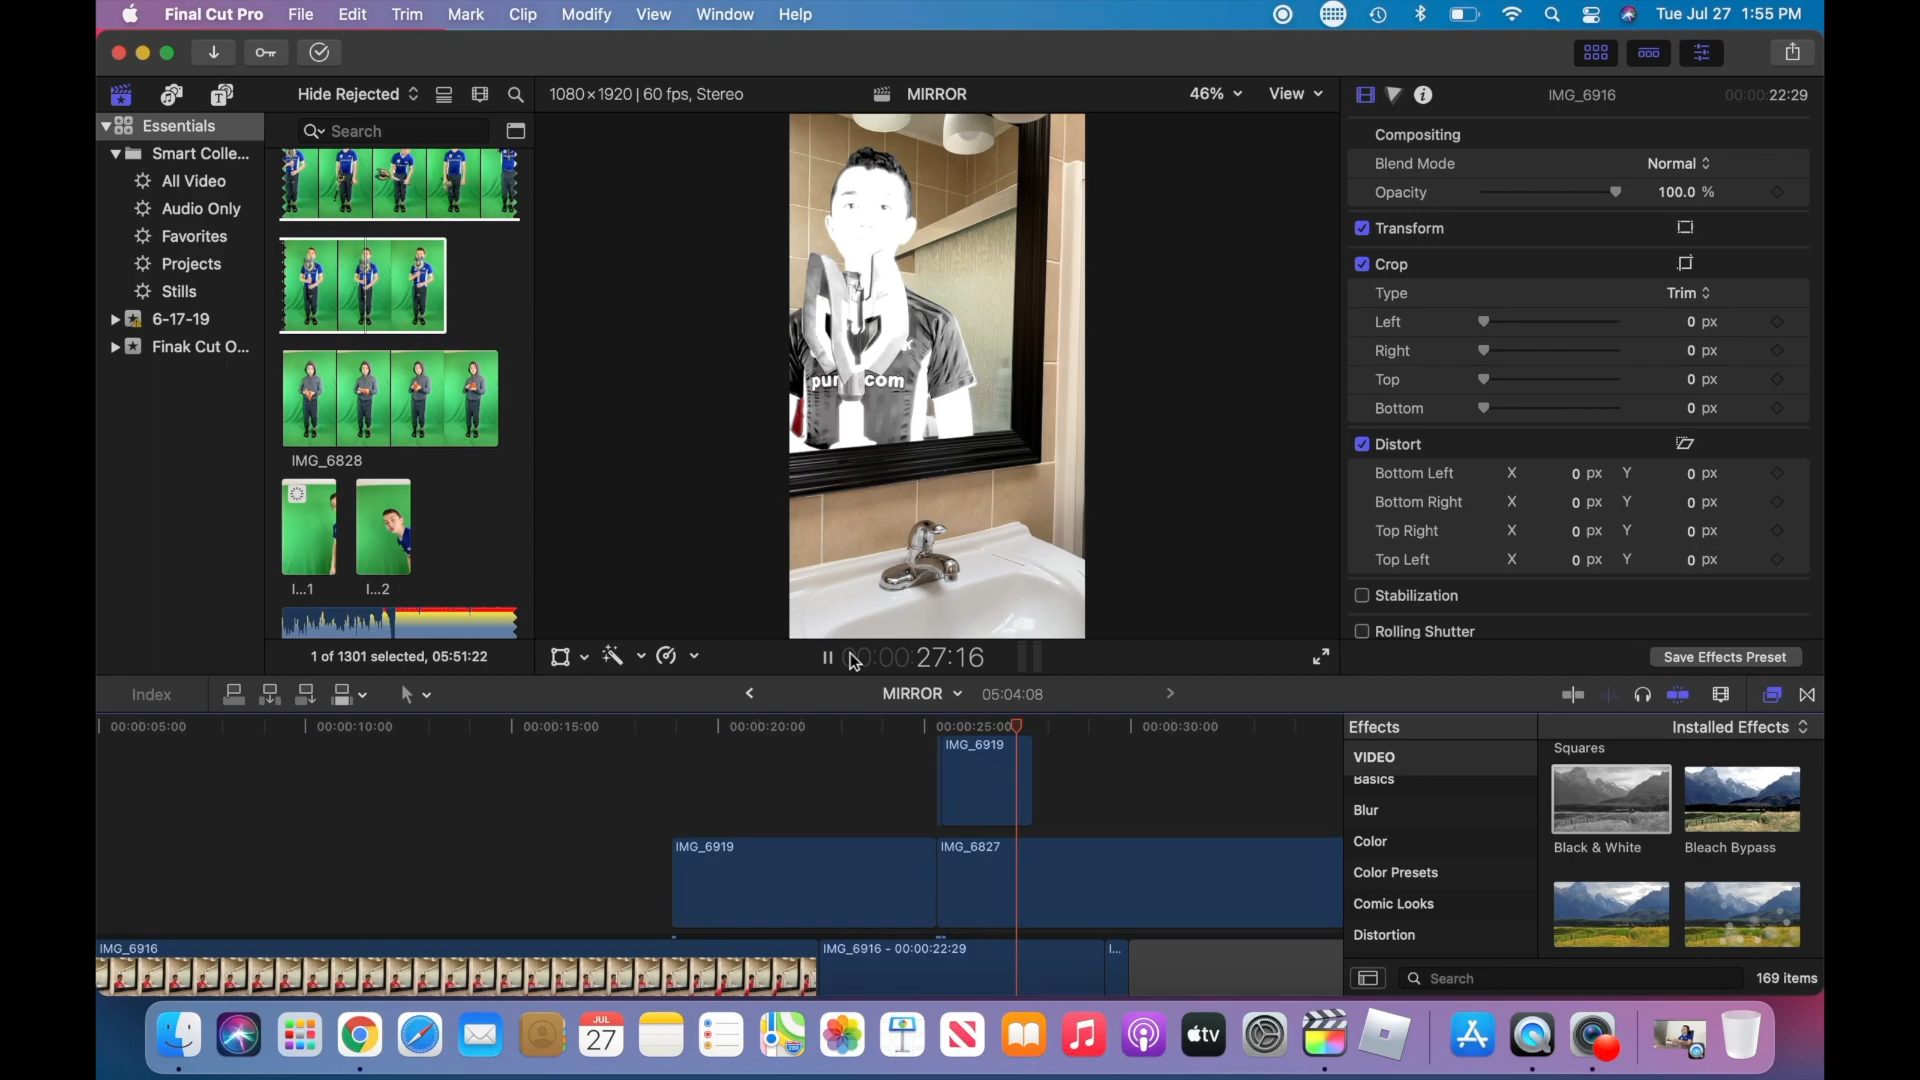 Final Cut Pro File Edit Trim Mark Clip Modify View Window Help Tue Jul 27 1:55 PM
Hide Rejected
1080×1920 | 60 fps, Stereo
MIRROR
46%
View
IMG_6916
00:00:22:29
Essentials
Smart Colle...
All Video
Audio Only
Favorites
Projects
Stills
6-17-19
Finak Cut O...
Search
IMG_6828
I...1
I...2
1 of 1301 selected, 05:51:22
pur com
00:00:27:16
Compositing
Blend Mode Normal
Opacity 100.0 %
Transform
Crop
Type Trim
Left 0 px
Right 0 px
Top 0 px
Bottom 0 px
Distort
Bottom Left X 0 px Y 0 px
Bottom Right X 0 px Y 0 px
Top Right X 0 px Y 0 px
Top Left X 0 px Y 0 px
Stabilization
Rolling Shutter
Save Effects Preset
Index
MIRROR 05:04:08
00:00:05:00 00:00:10:00 00:00:15:00 00:00:20:00 00:00:25:00 00:00:30:00
IMG_6919
IMG_6919
IMG_6827
IMG_6916
IMG_6916 - 00:00:22:29
I...
Effects
Installed Effects
VIDEO
Basics
Blur
Color
Color Presets
Comic Looks
Distortion
Squares
Black & White
Bleach Bypass
Search
169 items
JUL
27
tv